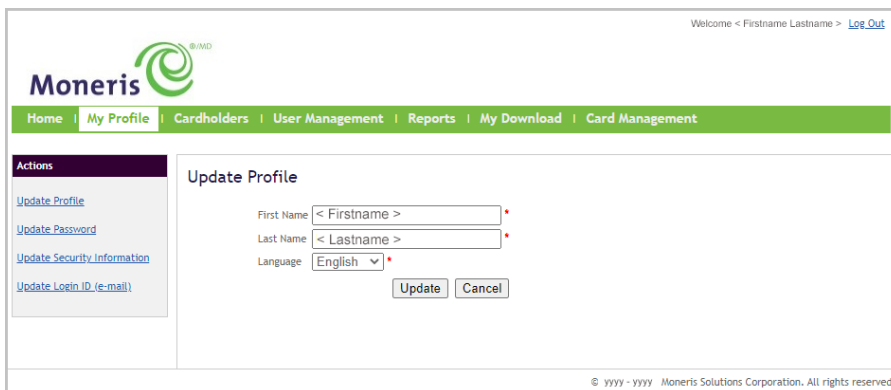 Welcome < Firstname Lastname > Log Out
Moneris ®/MD
Home | My Profile | Cardholders | User Management | Reports | My Download | Card Management
Actions
Update Profile
Update Password
Update Security Information
Update Login ID (e-mail)
Update Profile
First Name < Firstname > *
Last Name < Lastname > *
Language English *
Update Cancel
© yyyy - yyyy Moneris Solutions Corporation. All rights reserved